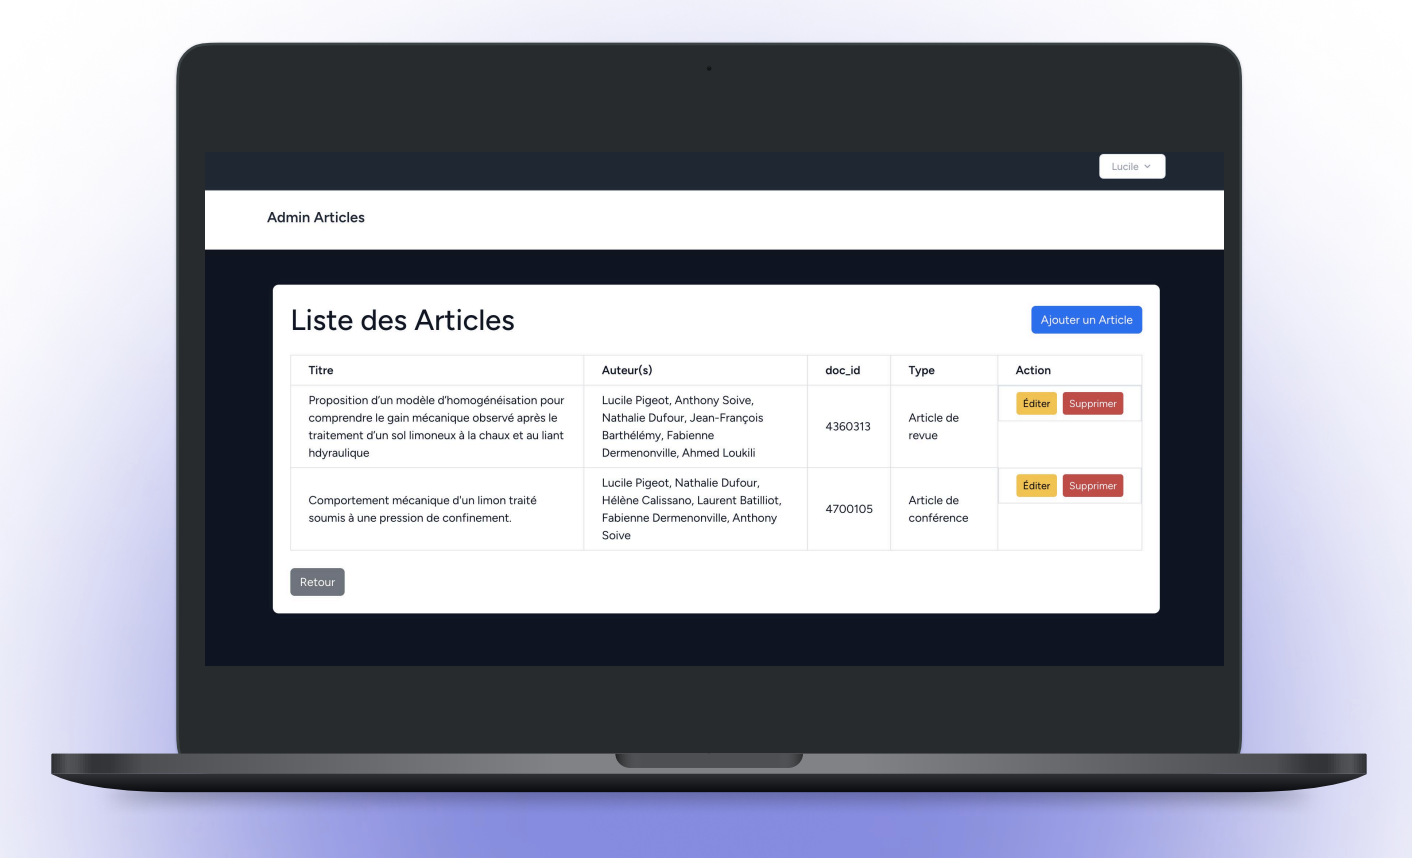 Lucile
Admin Articles
Liste des Articles
Ajouter un Article
Titre
Auteur(s)
doc_id
Type
Action
Proposition d'un modèle d'homogénéisation pour
comprendre le gain mécanique observé après le
traitement d'un sol limoneux à la chaux et au liant
hdyraulique
Lucile Pigeot, Anthony Soive,
Nathalie Dufour, Jean-François
Barthélémy, Fabienne
Dermenonville, Ahmed Loukili
4360313
Article de
revue
Éditer
Supprimer
Comportement mécanique d'un limon traité
soumis à une pression de confinement.
Lucile Pigeot, Nathalie Dufour,
Hélène Calissano, Laurent Batilliot,
Fabienne Dermenonville, Anthony
Soive
4700105
Article de
conférence
Éditer
Supprimer
Retour